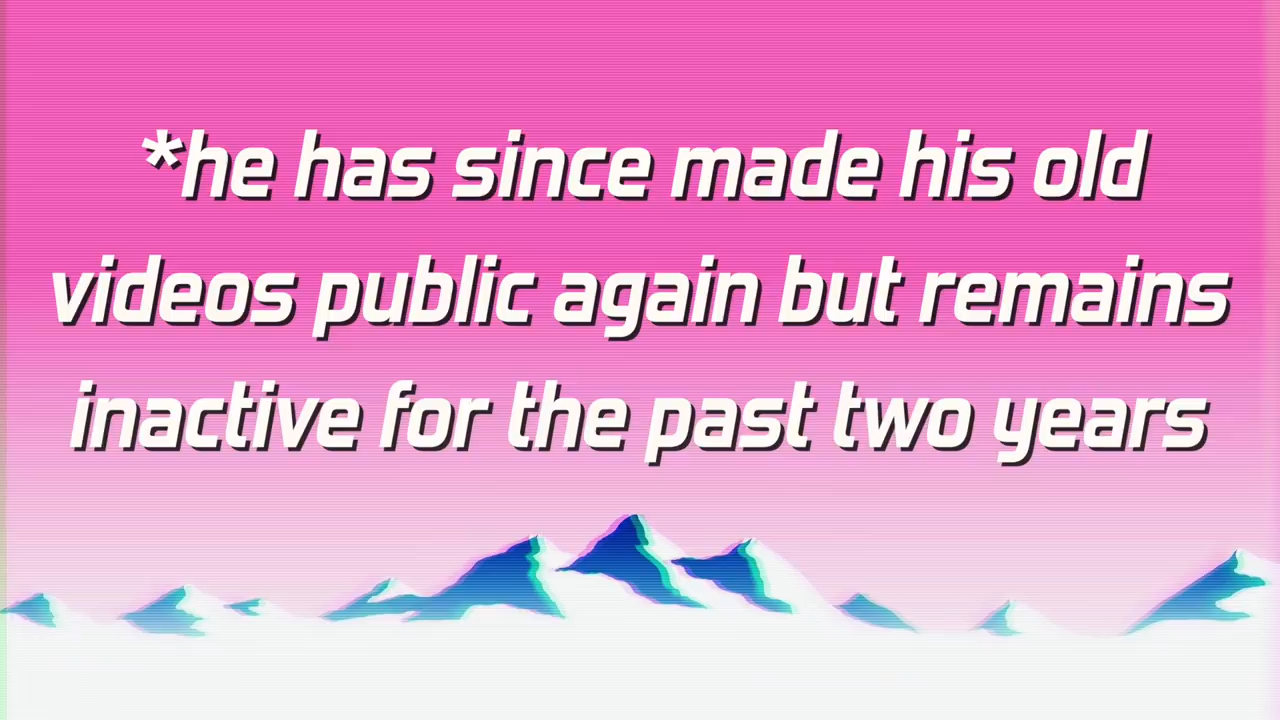 *he has since made his old
videos public again but remains
inactive for the past two years